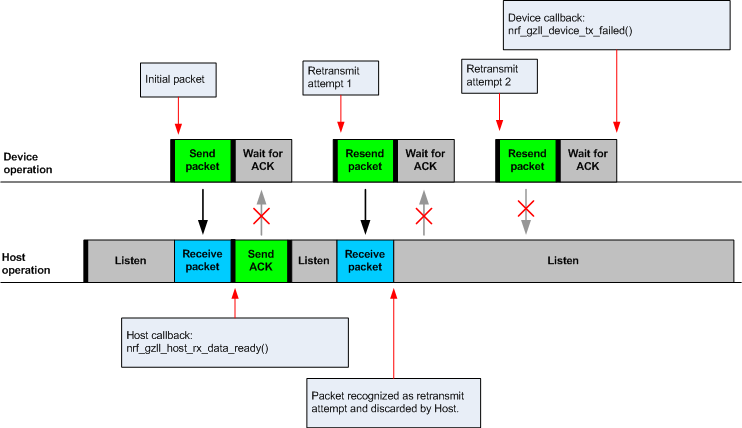 Device callback:
nrf_gzll_device_tx_failed()
Initial packet
Retransmit
attempt 1
Retransmit
attempt 2
Device
operation
Send
packet
Wait for
ACK
Resend
packet
Wait for
ACK
Resend
packet
Wait for
ACK
Host
operation
Listen
Receive
packet
Send
ACK
Listen
Receive
packet
Listen
Host callback:
nrf_gzll_host_rx_data_ready()
Packet recognized as retransmit
attempt and discarded by Host.